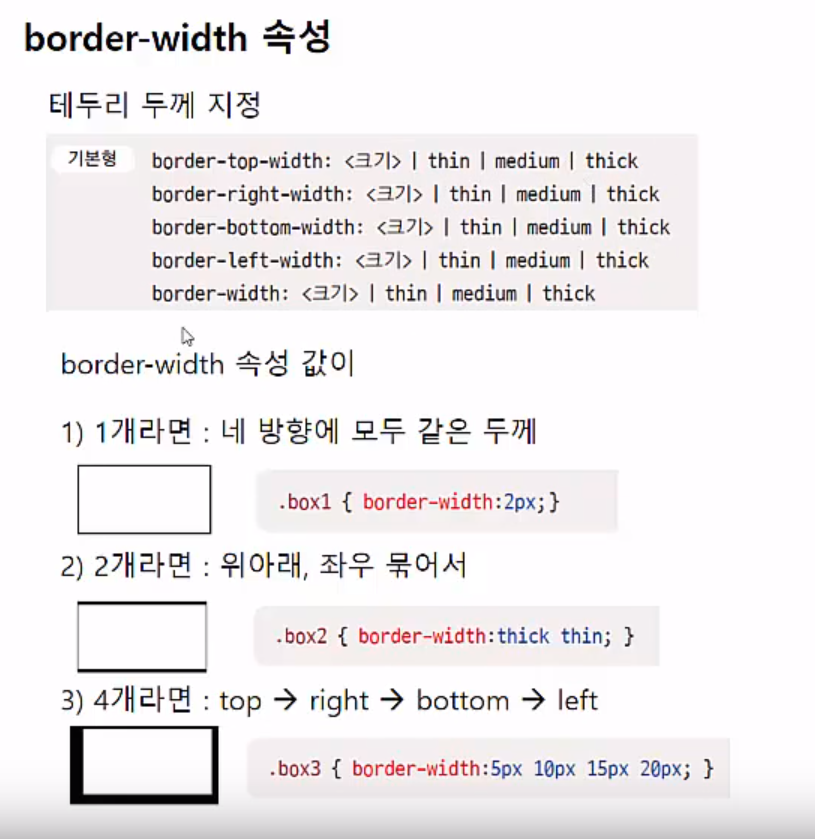 border-width 속성
테두리 두께 지정
기본형 border-top-width: <크기> | thin | medium | thick
border-right-width: <크기> | thin | medium | thick
border-bottom-width: <크기> | thin | medium | thick
border-left-width: <크기> | thin | medium | thick
border-width: <크기> | thin | medium | thick
border-width 속성 값이
1) 1개라면 : 네 방향에 모두 같은 두께
.box1 { border-width:2px;}
2) 2개라면 : 위아래, 좌우 묶어서
.box2 { border-width:thick thin; }
3) 4개라면 : top → right → bottom → left
.box3 { border-width:5px 10px 15px 20px; }